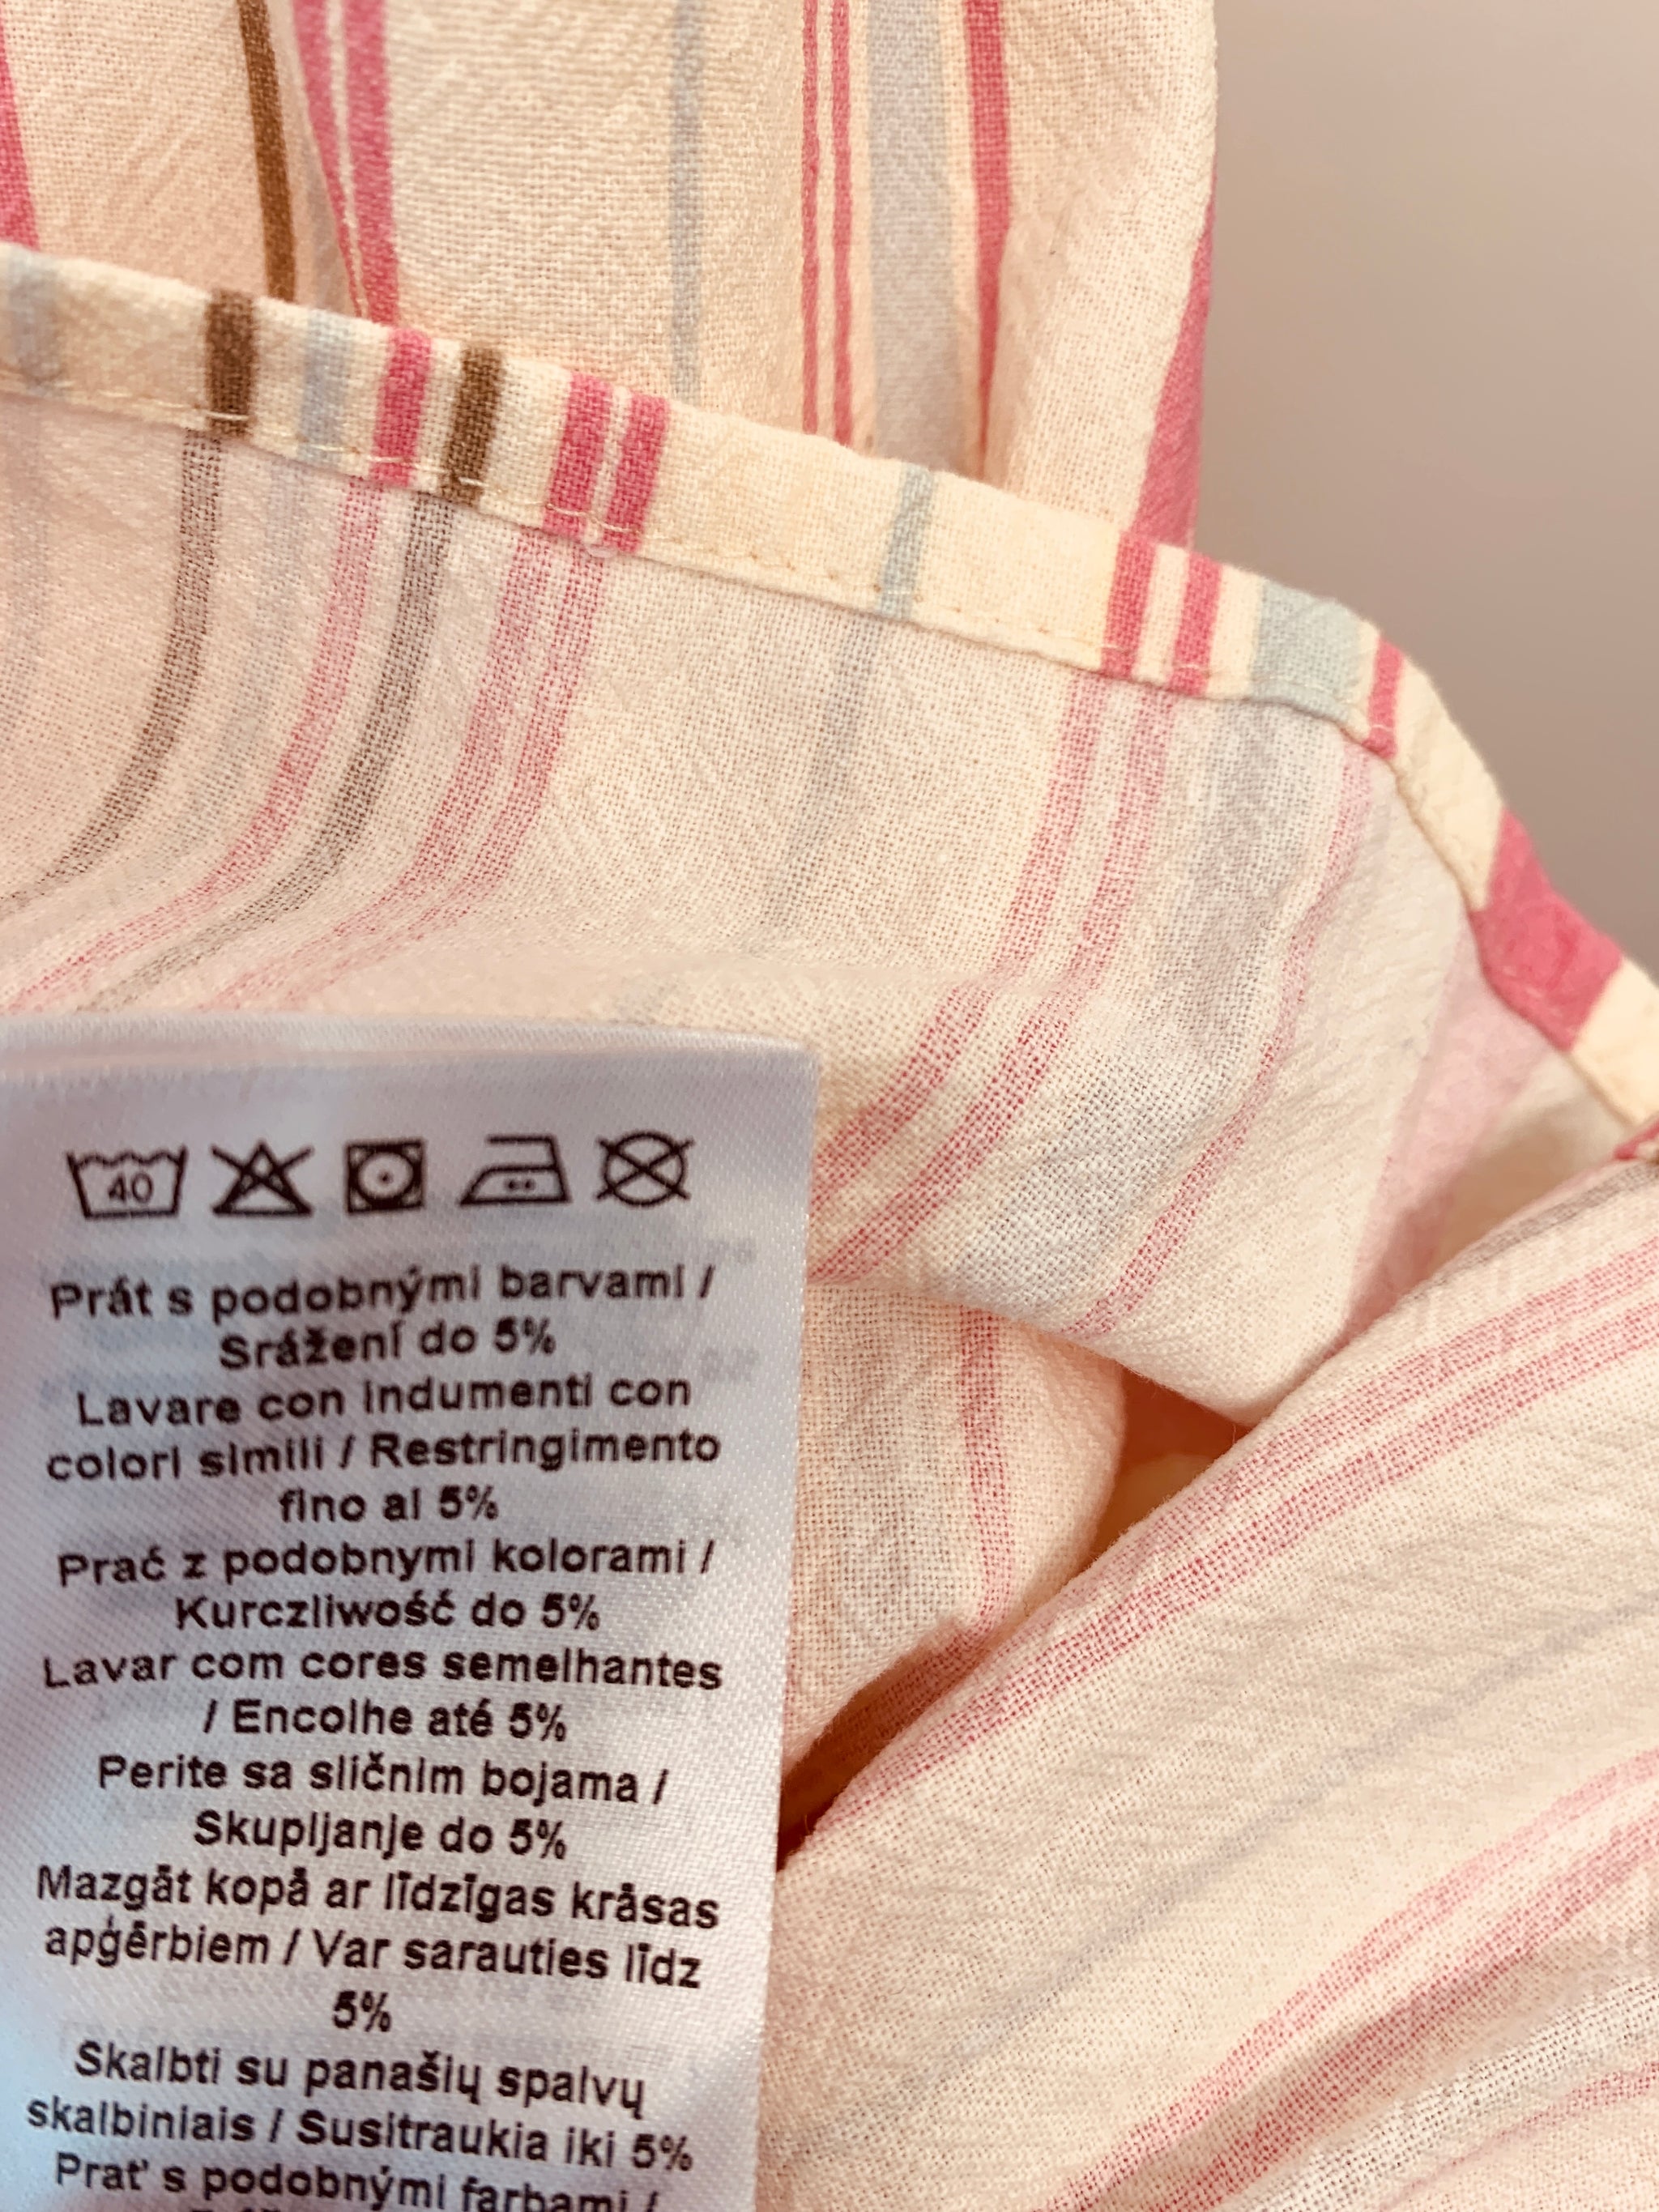 40
Prát s podobnými barvami /
Srážení do 5%
Lavare con indumenti con
colori simili / Restringimento
fino al 5%
Prać z podobnymi kolorami /
Kurczliwość do 5%
Lavar com cores semelhantes
/ Encolhe até 5%
Perite sa sličnim bojama /
Skupljanje do 5%
Mazgāt kopā ar līdzīgas krāsas
apģērbiem / Var sarauties līdz
5%
Skalbti su panašių spalvų
skalbiniais / Susitraukia iki 5%
Prat' s podobnými farbami /